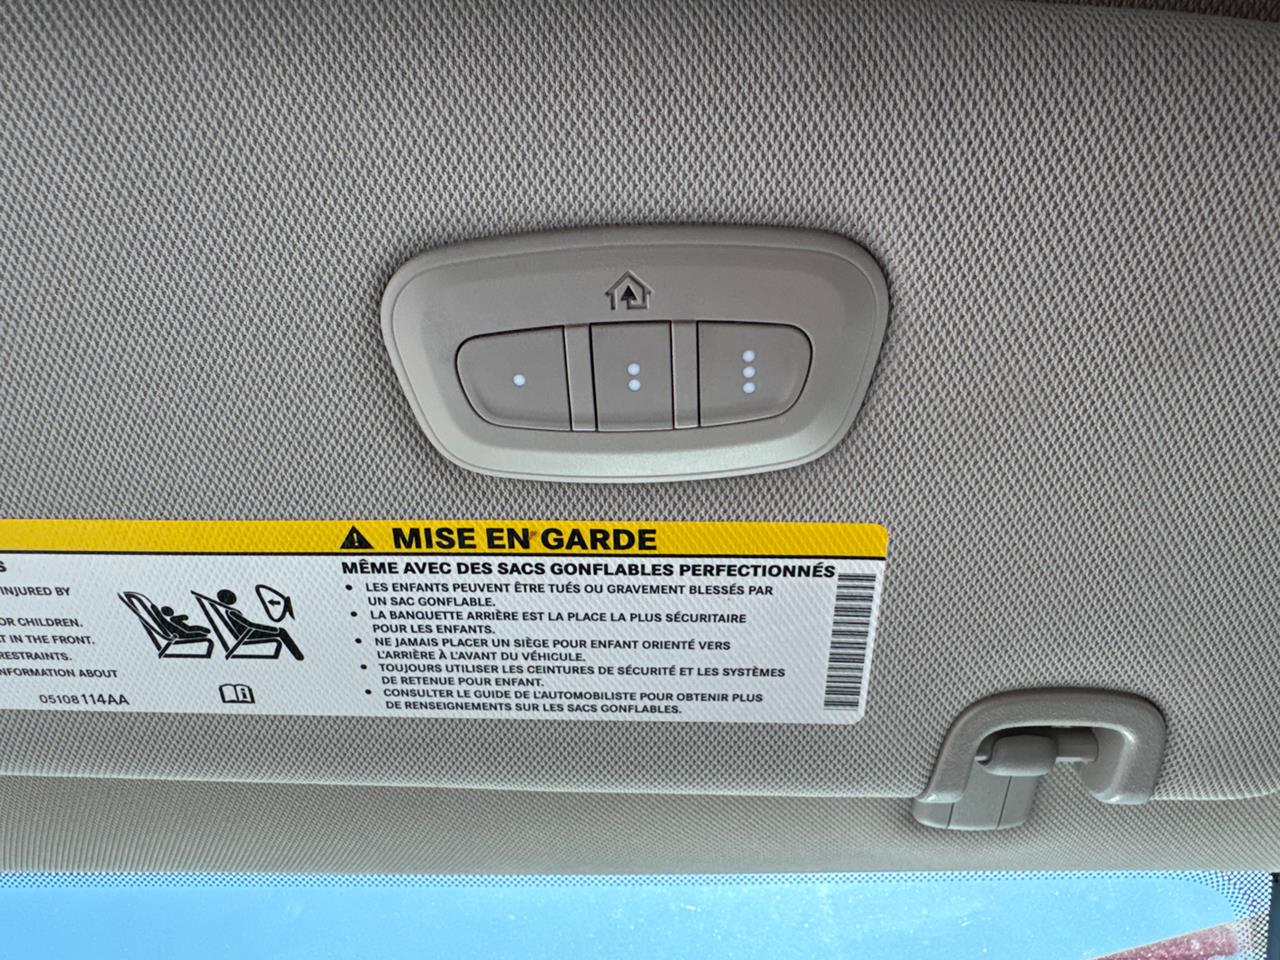 MISE EN GARDE
S
INJURED BY
OR CHILDREN.
T IN THE FRONT.
RESTRAINTS.
NFORMATION ABOUT
05108114AA
MÊME AVEC DES SACS GONFLABLES PERFECTIONNÉS
• LES ENFANTS PEUVENT ÊTRE TUÉS OU GRAVEMENT BLESSÉS PAR
UN SAC GONFLABLE.
• LA BANQUETTE ARRIÈRE EST LA PLACE LA PLUS SÉCURITAIRE
POUR LES ENFANTS.
• NE JAMAIS PLACER UN SIÈGE POUR ENFANT ORIENTÉ VERS
L'ARRIÈRE À L'AVANT DU VÉHICULE.
• TOUJOURS UTILISER LES CEINTURES DE SÉCURITÉ ET LES SYSTÈMES
DE RETENUE POUR ENFANT.
• CONSULTER LE GUIDE DE L'AUTOMOBILISTE POUR OBTENIR PLUS
DE RENSEIGNEMENTS SUR LES SACS GONFLABLES.